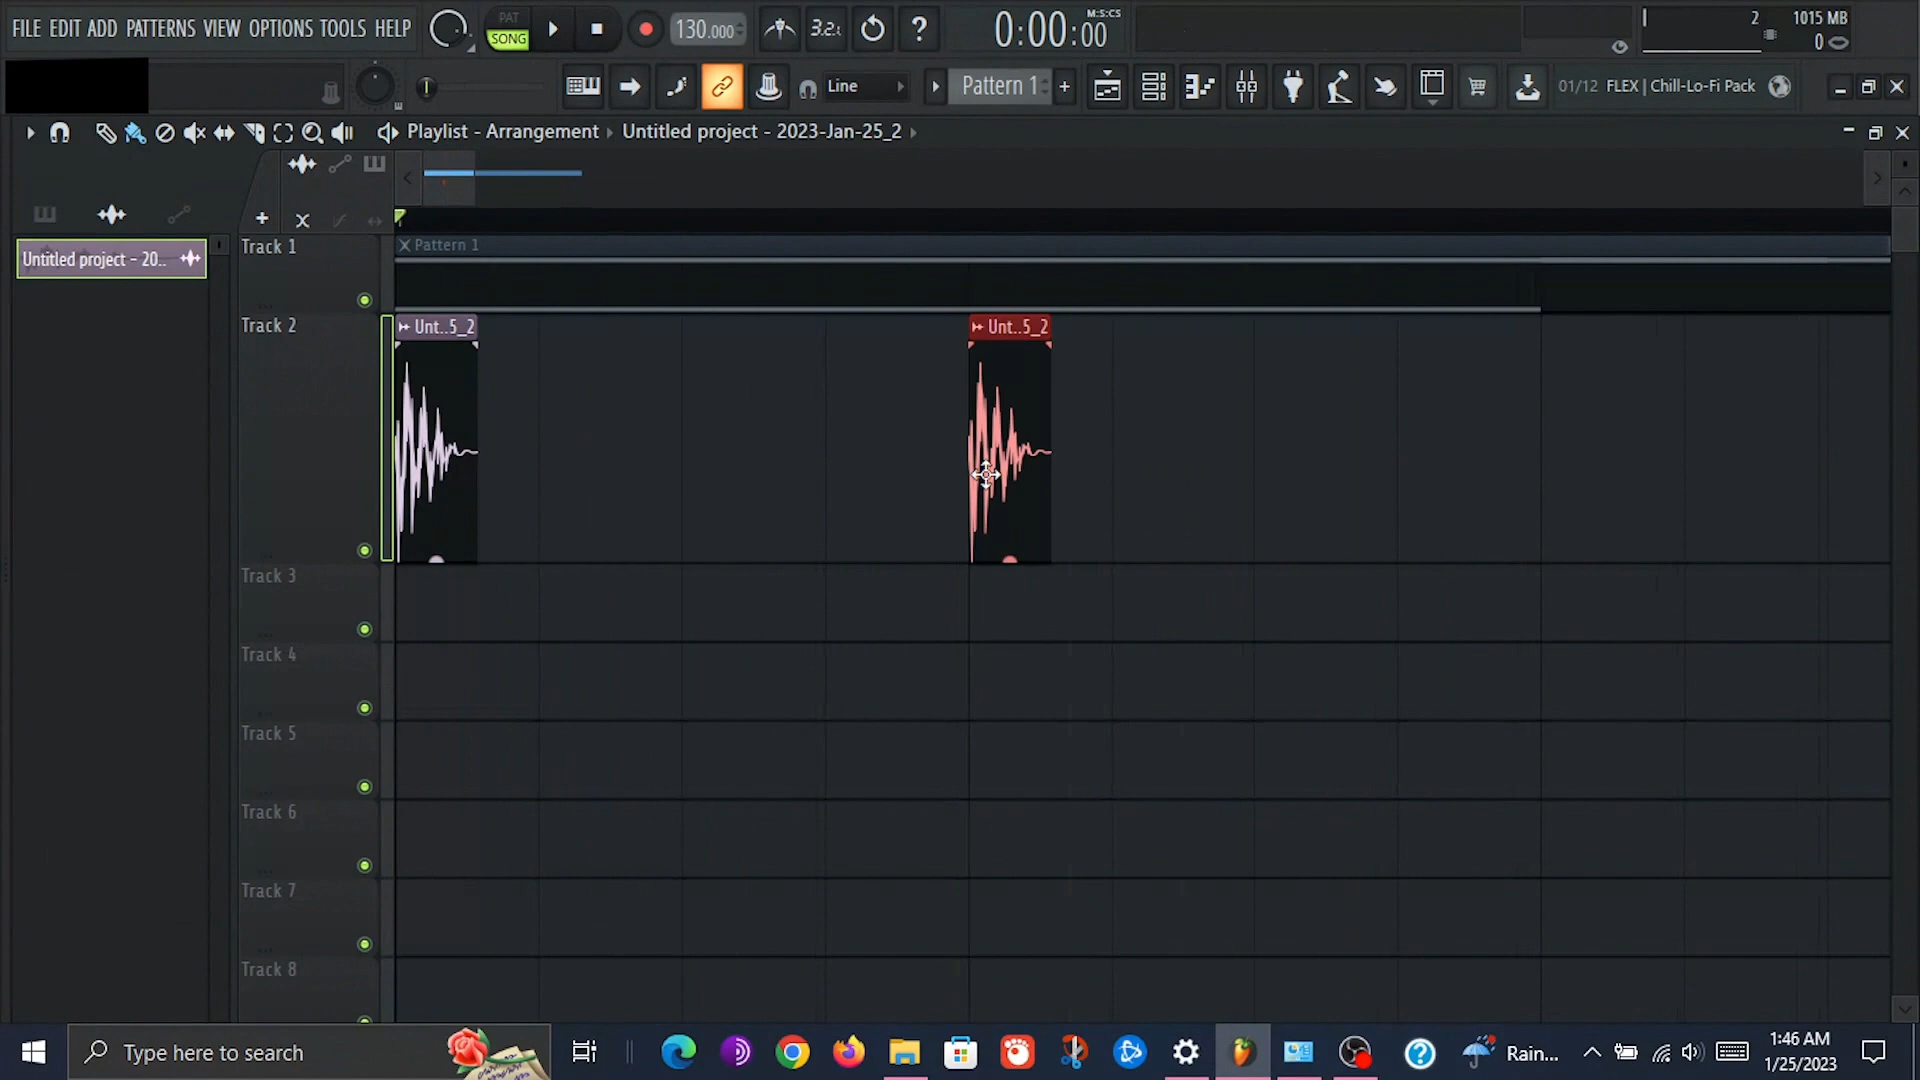 FILE EDIT ADD PATTERNS VIEW OPTIONS TOOLS HELP
PAT
SONG
130.000
3.2.
0:00:00
M:S:CS
2
1015 MB
0
Line
Pattern 1
01/12 FLEX | Chill-Lo-Fi Pack
Playlist - Arrangement
Untitled project - 2023-Jan-25_2
Untitled project - 20..
Track 1
Pattern 1
Track 2
Unt..5_2
Unt..5_2
Track 3
Track 4
Track 5
Track 6
Track 7
Track 8
Type here to search
Rain...
1:46 AM
1/25/2023